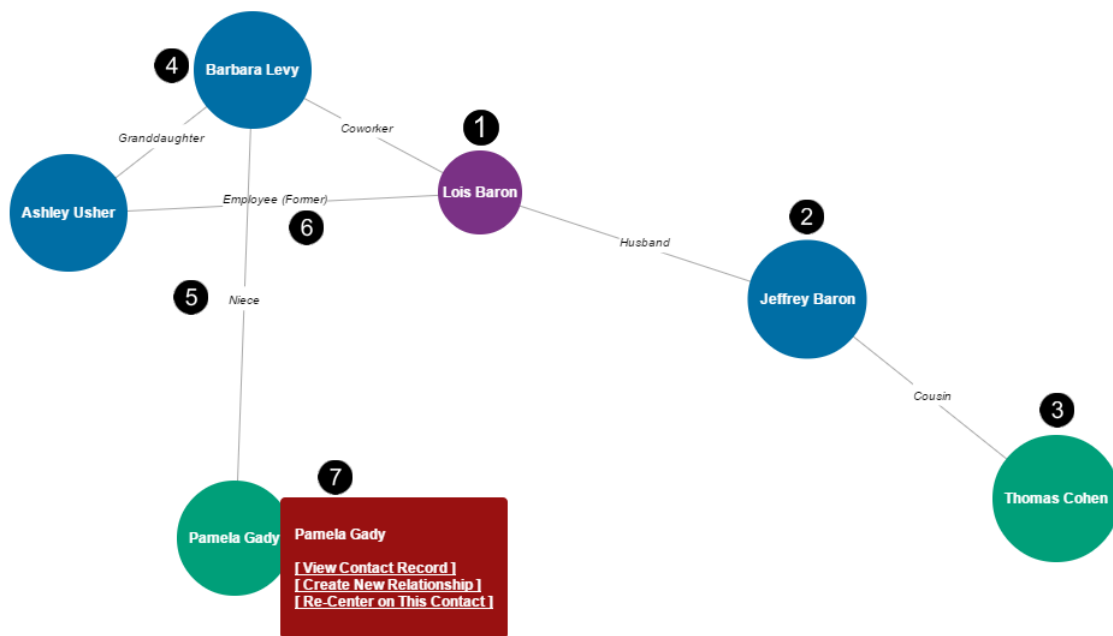 4
Barbara Levy
Granddaughter
Coworker
1
Lois Baron
Ashley Usher
Employee (Former)
6
2
Husband
Jeffrey Baron
5
Niece
Cousin
3
Thomas Cohen
7
Pamela Gady
Pamela Gady
[ View Contact Record ]
[ Create New Relationship ]
[ Re-Center on This Contact ]